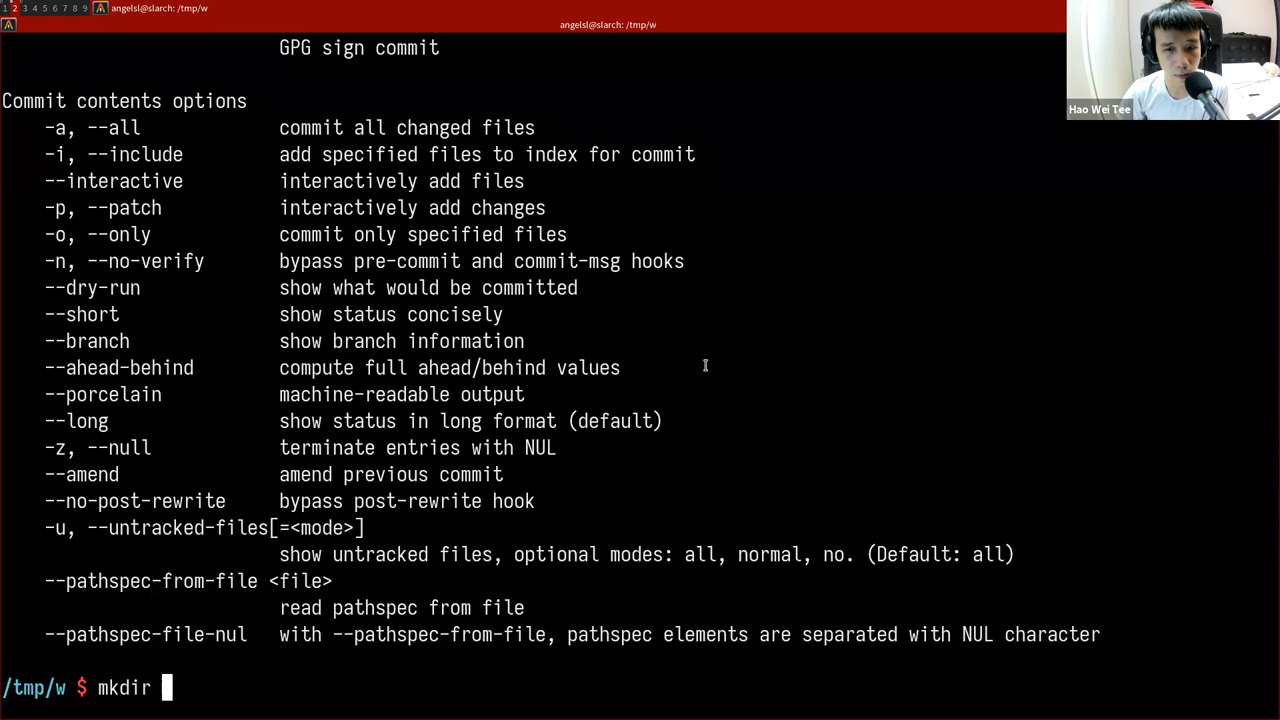 1 2 3 4 5 6 7 8 9 angelsl@slarch: /tmp/w
angelsl@slarch: /tmp/w
Hao Wei Tee
GPG sign commit
Commit contents options
-a, --all commit all changed files
-i, --include add specified files to index for commit
--interactive interactively add files
-p, --patch interactively add changes
-o, --only commit only specified files
-n, --no-verify bypass pre-commit and commit-msg hooks
--dry-run show what would be committed
--short show status concisely
--branch show branch information
--ahead-behind compute full ahead/behind values
--porcelain machine-readable output
--long show status in long format (default)
-z, --null terminate entries with NUL
--amend amend previous commit
--no-post-rewrite bypass post-rewrite hook
-u, --untracked-files[=<mode>]
show untracked files, optional modes: all, normal, no. (Default: all)
--pathspec-from-file <file>
read pathspec from file
--pathspec-file-nul with --pathspec-from-file, pathspec elements are separated with NUL character
/tmp/w $ mkdir